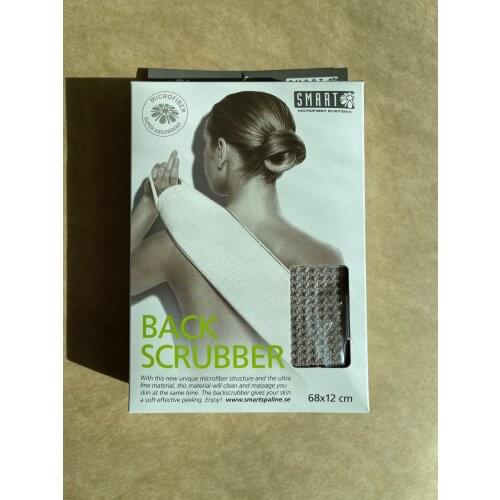 SMART
MICROFIBER
SUPER ABSORBENT
SMART
MICROFIBER SYSTEM
BACK
SCRUBBER
With this new unique microfiber structure and the ultra
fine material, this material will clean and massage you
skin at the same time. The backscrubber gives your skin
a soft effective peeling. Enjoy! www.smartspaline.se
68x12 cm